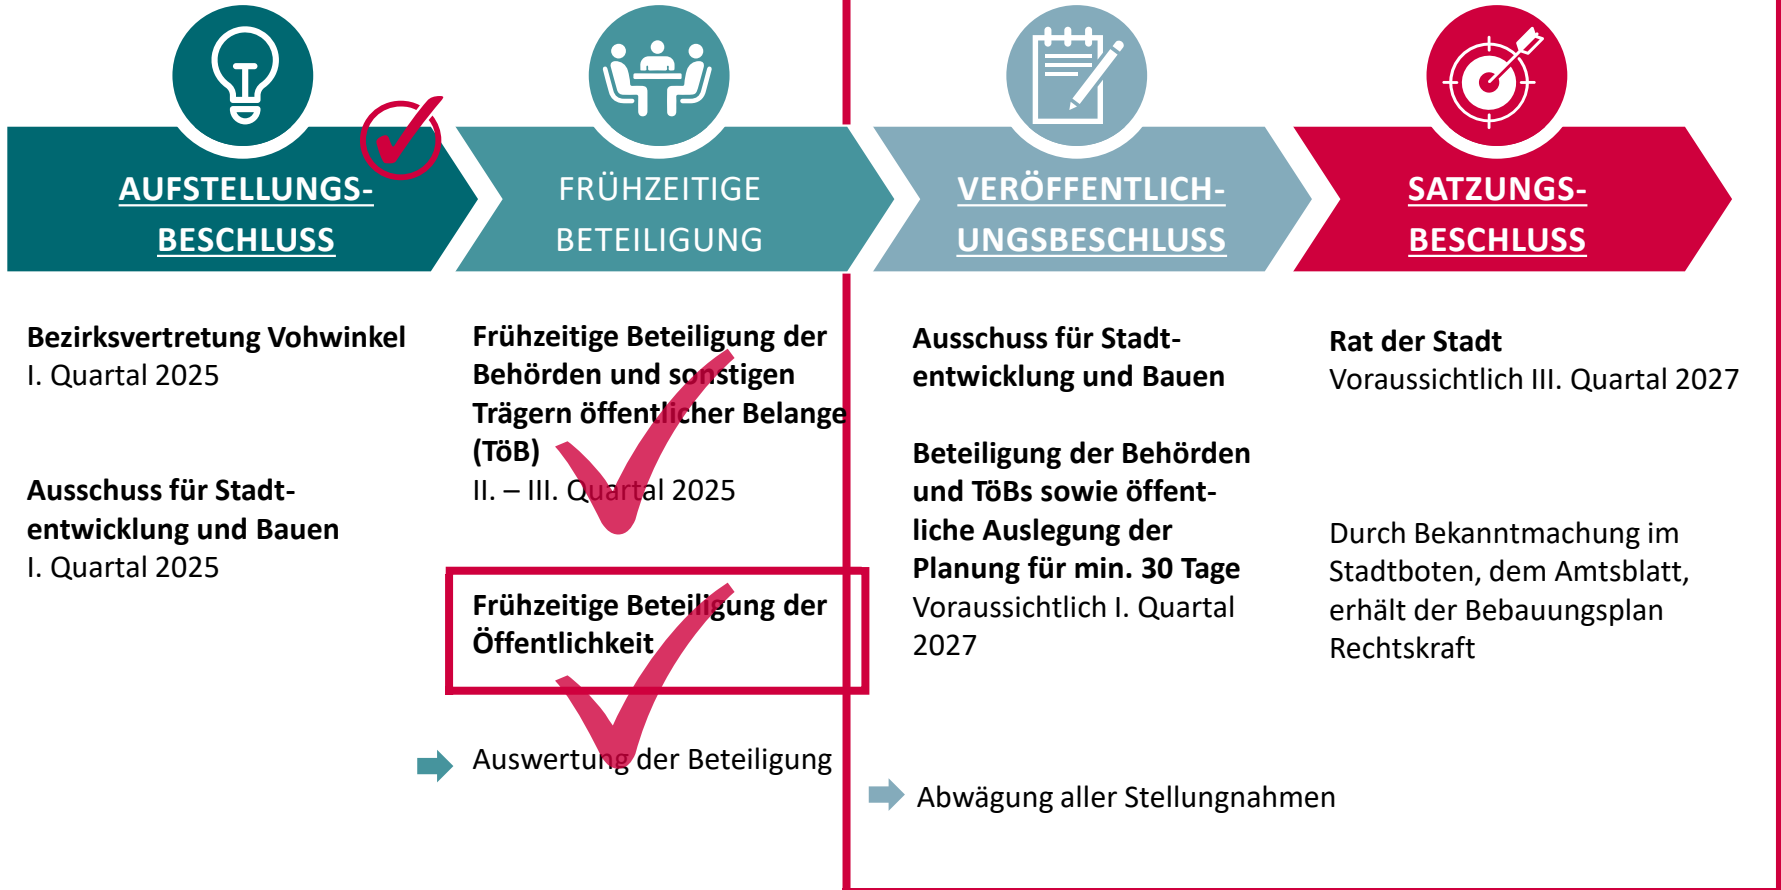 AUFSTELLUNGS-
BESCHLUSS
Bezirksvertretung Vohwinkel
I. Quartal 2025
Ausschuss für Stadt-
entwicklung und Bauen
I. Quartal 2025
FRÜHZEITIGE
BETEILIGUNG
Frühzeitige Beteiligung der
Behörden und sonstigen
Trägern öffentlicher Belange
(TöB)
II. – III. Quartal 2025
Frühzeitige Beteiligung der
Öffentlichkeit
Auswertung der Beteiligung
VERÖFFENTLICH-
UNGSBESCHLUSS
Ausschuss für Stadt-
entwicklung und Bauen
Beteiligung der Behörden
und TöBs sowie öffent-
liche Auslegung der
Planung für min. 30 Tage
Voraussichtlich I. Quartal
2027
Abwägung aller Stellungnahmen
SATZUNGS-
BESCHLUSS
Rat der Stadt
Voraussichtlich III. Quartal 2027
Durch Bekanntmachung im
Stadtboten, dem Amtsblatt,
erhält der Bebauungsplan
Rechtskraft